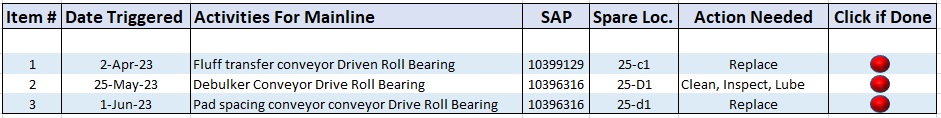 Item # Date Triggered Activities For Mainline SAP Spare Loc. Action Needed Click if Done
1 2-Apr-23 Fluff transfer conveyor Driven Roll Bearing 10399129 25-c1 Replace
2 25-May-23 Debulker Conveyor Drive Roll Bearing 10396316 25-D1 Clean, Inspect, Lube
3 1-Jun-23 Pad spacing conveyor conveyor Drive Roll Bearing 10396316 25-d1 Replace